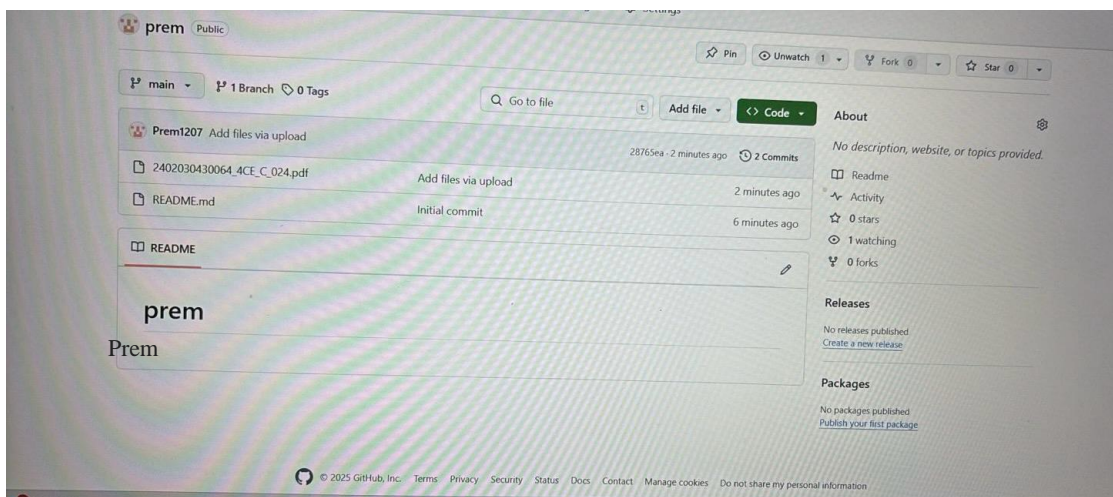 Settings
prem Public
Pin Unwatch 1 Fork 0 Star 0
main 1 Branch 0 Tags Go to file t Add file Code
About
No description, website, or topics provided.
Prem1207 Add files via upload 28765ea · 2 minutes ago 2 Commits
2402030430064_4CE_C_024.pdf Add files via upload 2 minutes ago
README.md Initial commit 6 minutes ago
Readme
Activity
0 stars
1 watching
0 forks
README
prem
Prem
Releases
No releases published
Create a new release
Packages
No packages published
Publish your first package
© 2025 GitHub, Inc. Terms Privacy Security Status Docs Contact Manage cookies Do not share my personal information